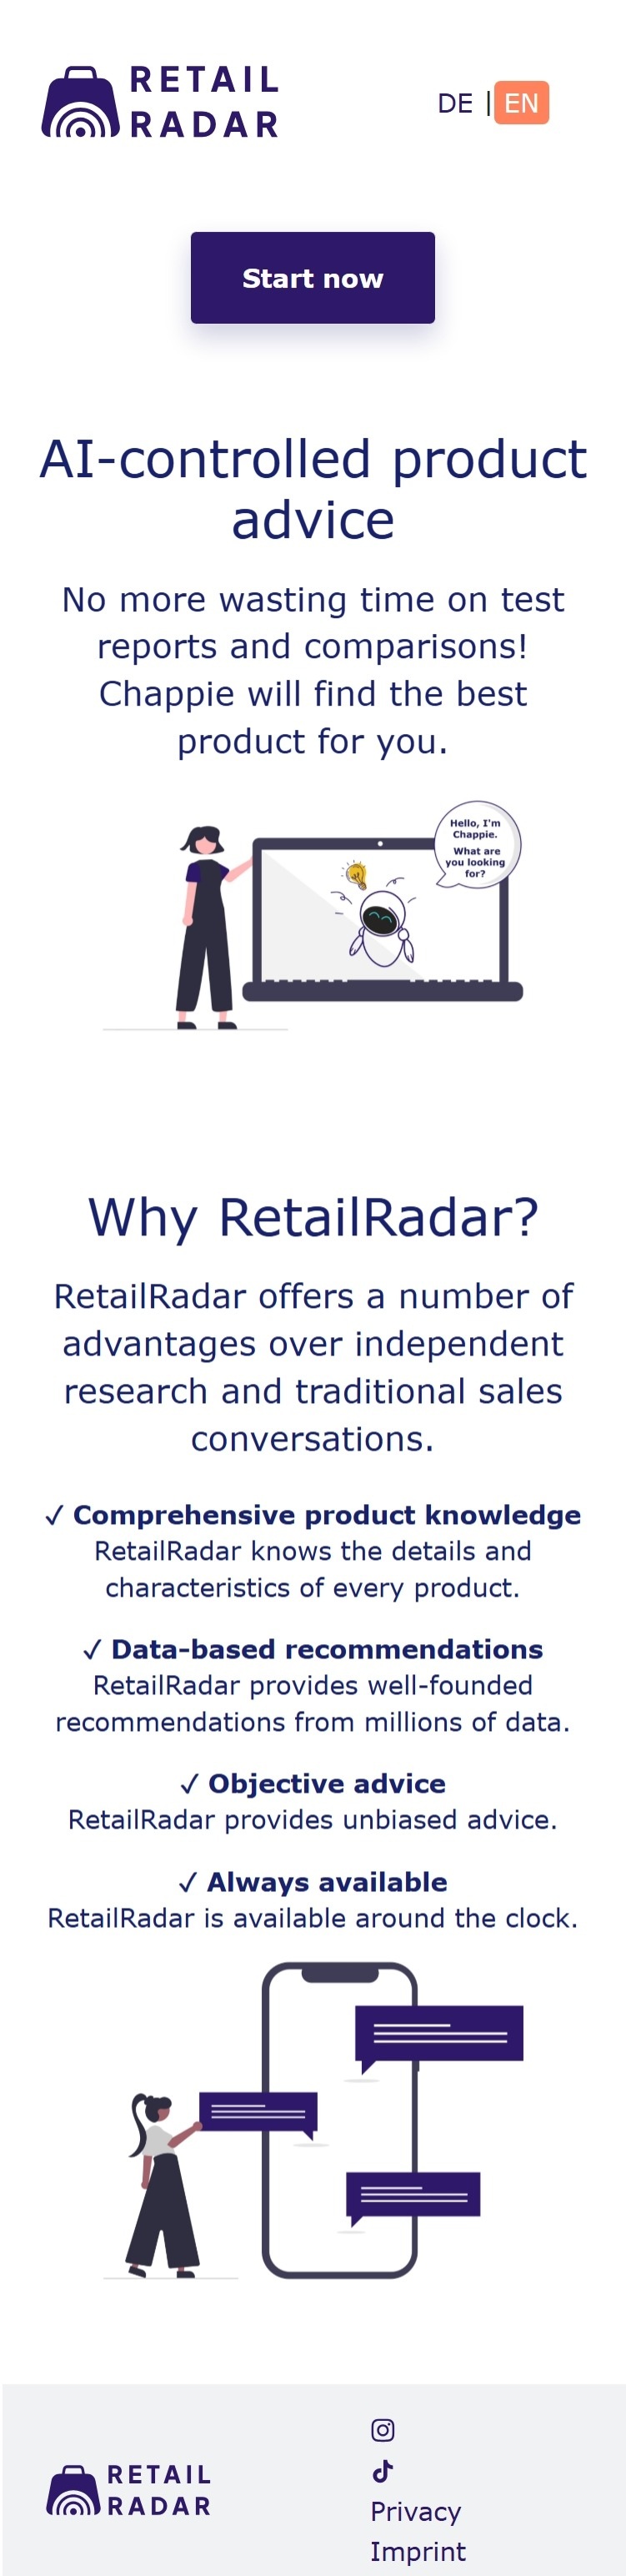 RETAIL
RADAR
DE | EN
Start now
AI-controlled product
advice
No more wasting time on test
reports and comparisons!
Chappie will find the best
product for you.
Hello, I'm
Chappie.
What are
you looking
for?
Why RetailRadar?
RetailRadar offers a number of
advantages over independent
research and traditional sales
conversations.
✓ Comprehensive product knowledge
RetailRadar knows the details and
characteristics of every product.
✓ Data-based recommendations
RetailRadar provides well-founded
recommendations from millions of data.
✓ Objective advice
RetailRadar provides unbiased advice.
✓ Always available
RetailRadar is available around the clock.
RETAIL
RADAR
Privacy
Imprint